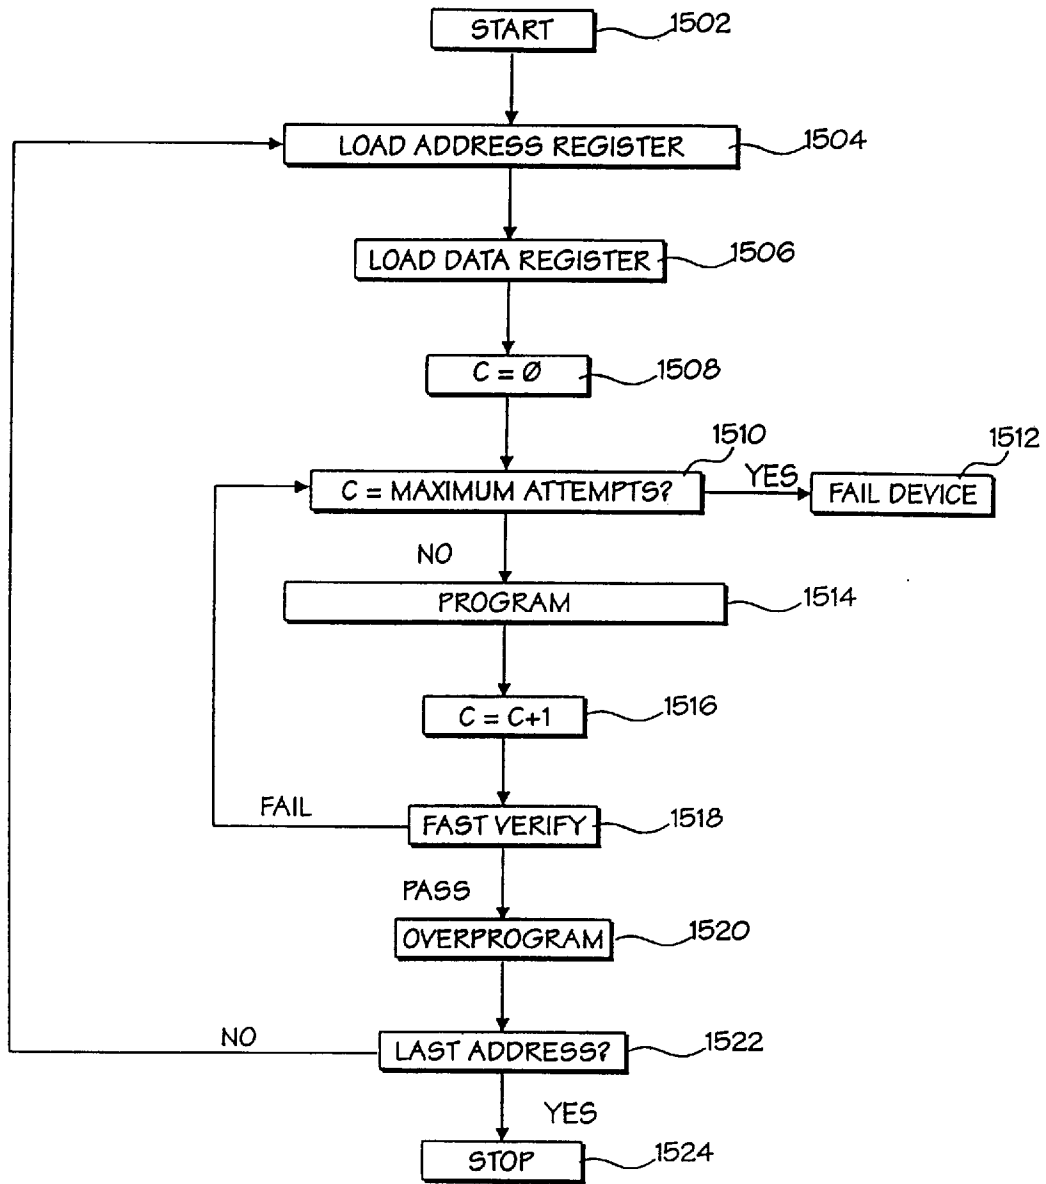 START 1502
LOAD ADDRESS REGISTER 1504
LOAD DATA REGISTER 1506
C = Ø 1508
1510
1512
C = MAXIMUM ATTEMPTS? YES FAIL DEVICE
NO
PROGRAM 1514
C = C+1 1516
FAIL
FAST VERIFY 1518
PASS
OVERPROGRAM 1520
NO
LAST ADDRESS? 1522
YES
STOP 1524